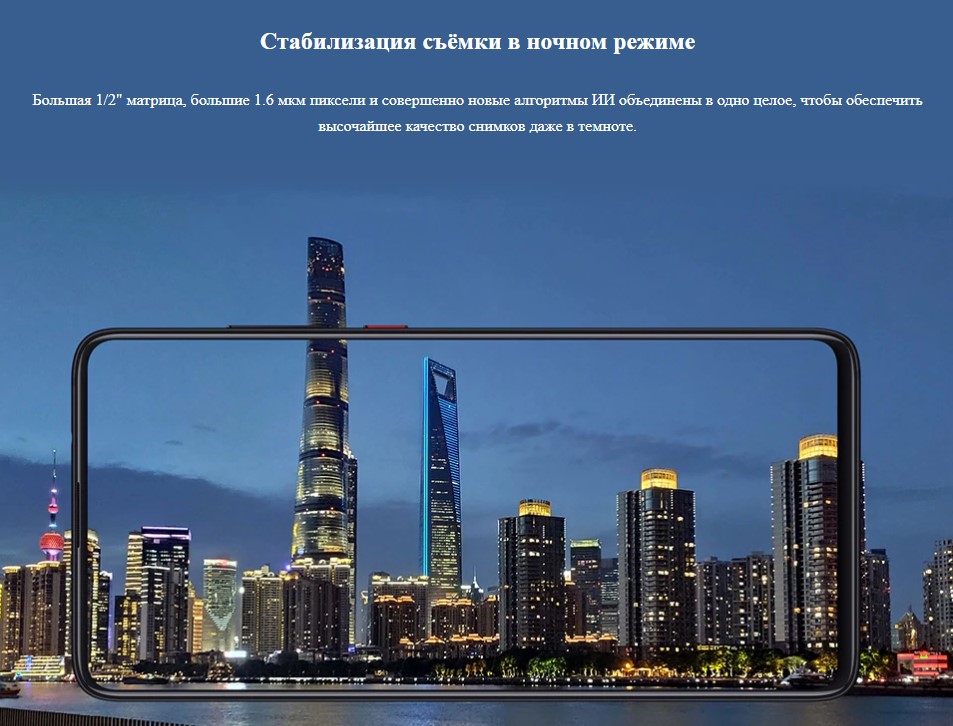 Стабилизация съёмки в ночном режиме
Большая 1/2" матрица, большие 1.6 мкм пиксели и совершенно новые алгоритмы ИИ объединены в одно целое, чтобы обеспечить
высочайшее качество снимков даже в темноте.